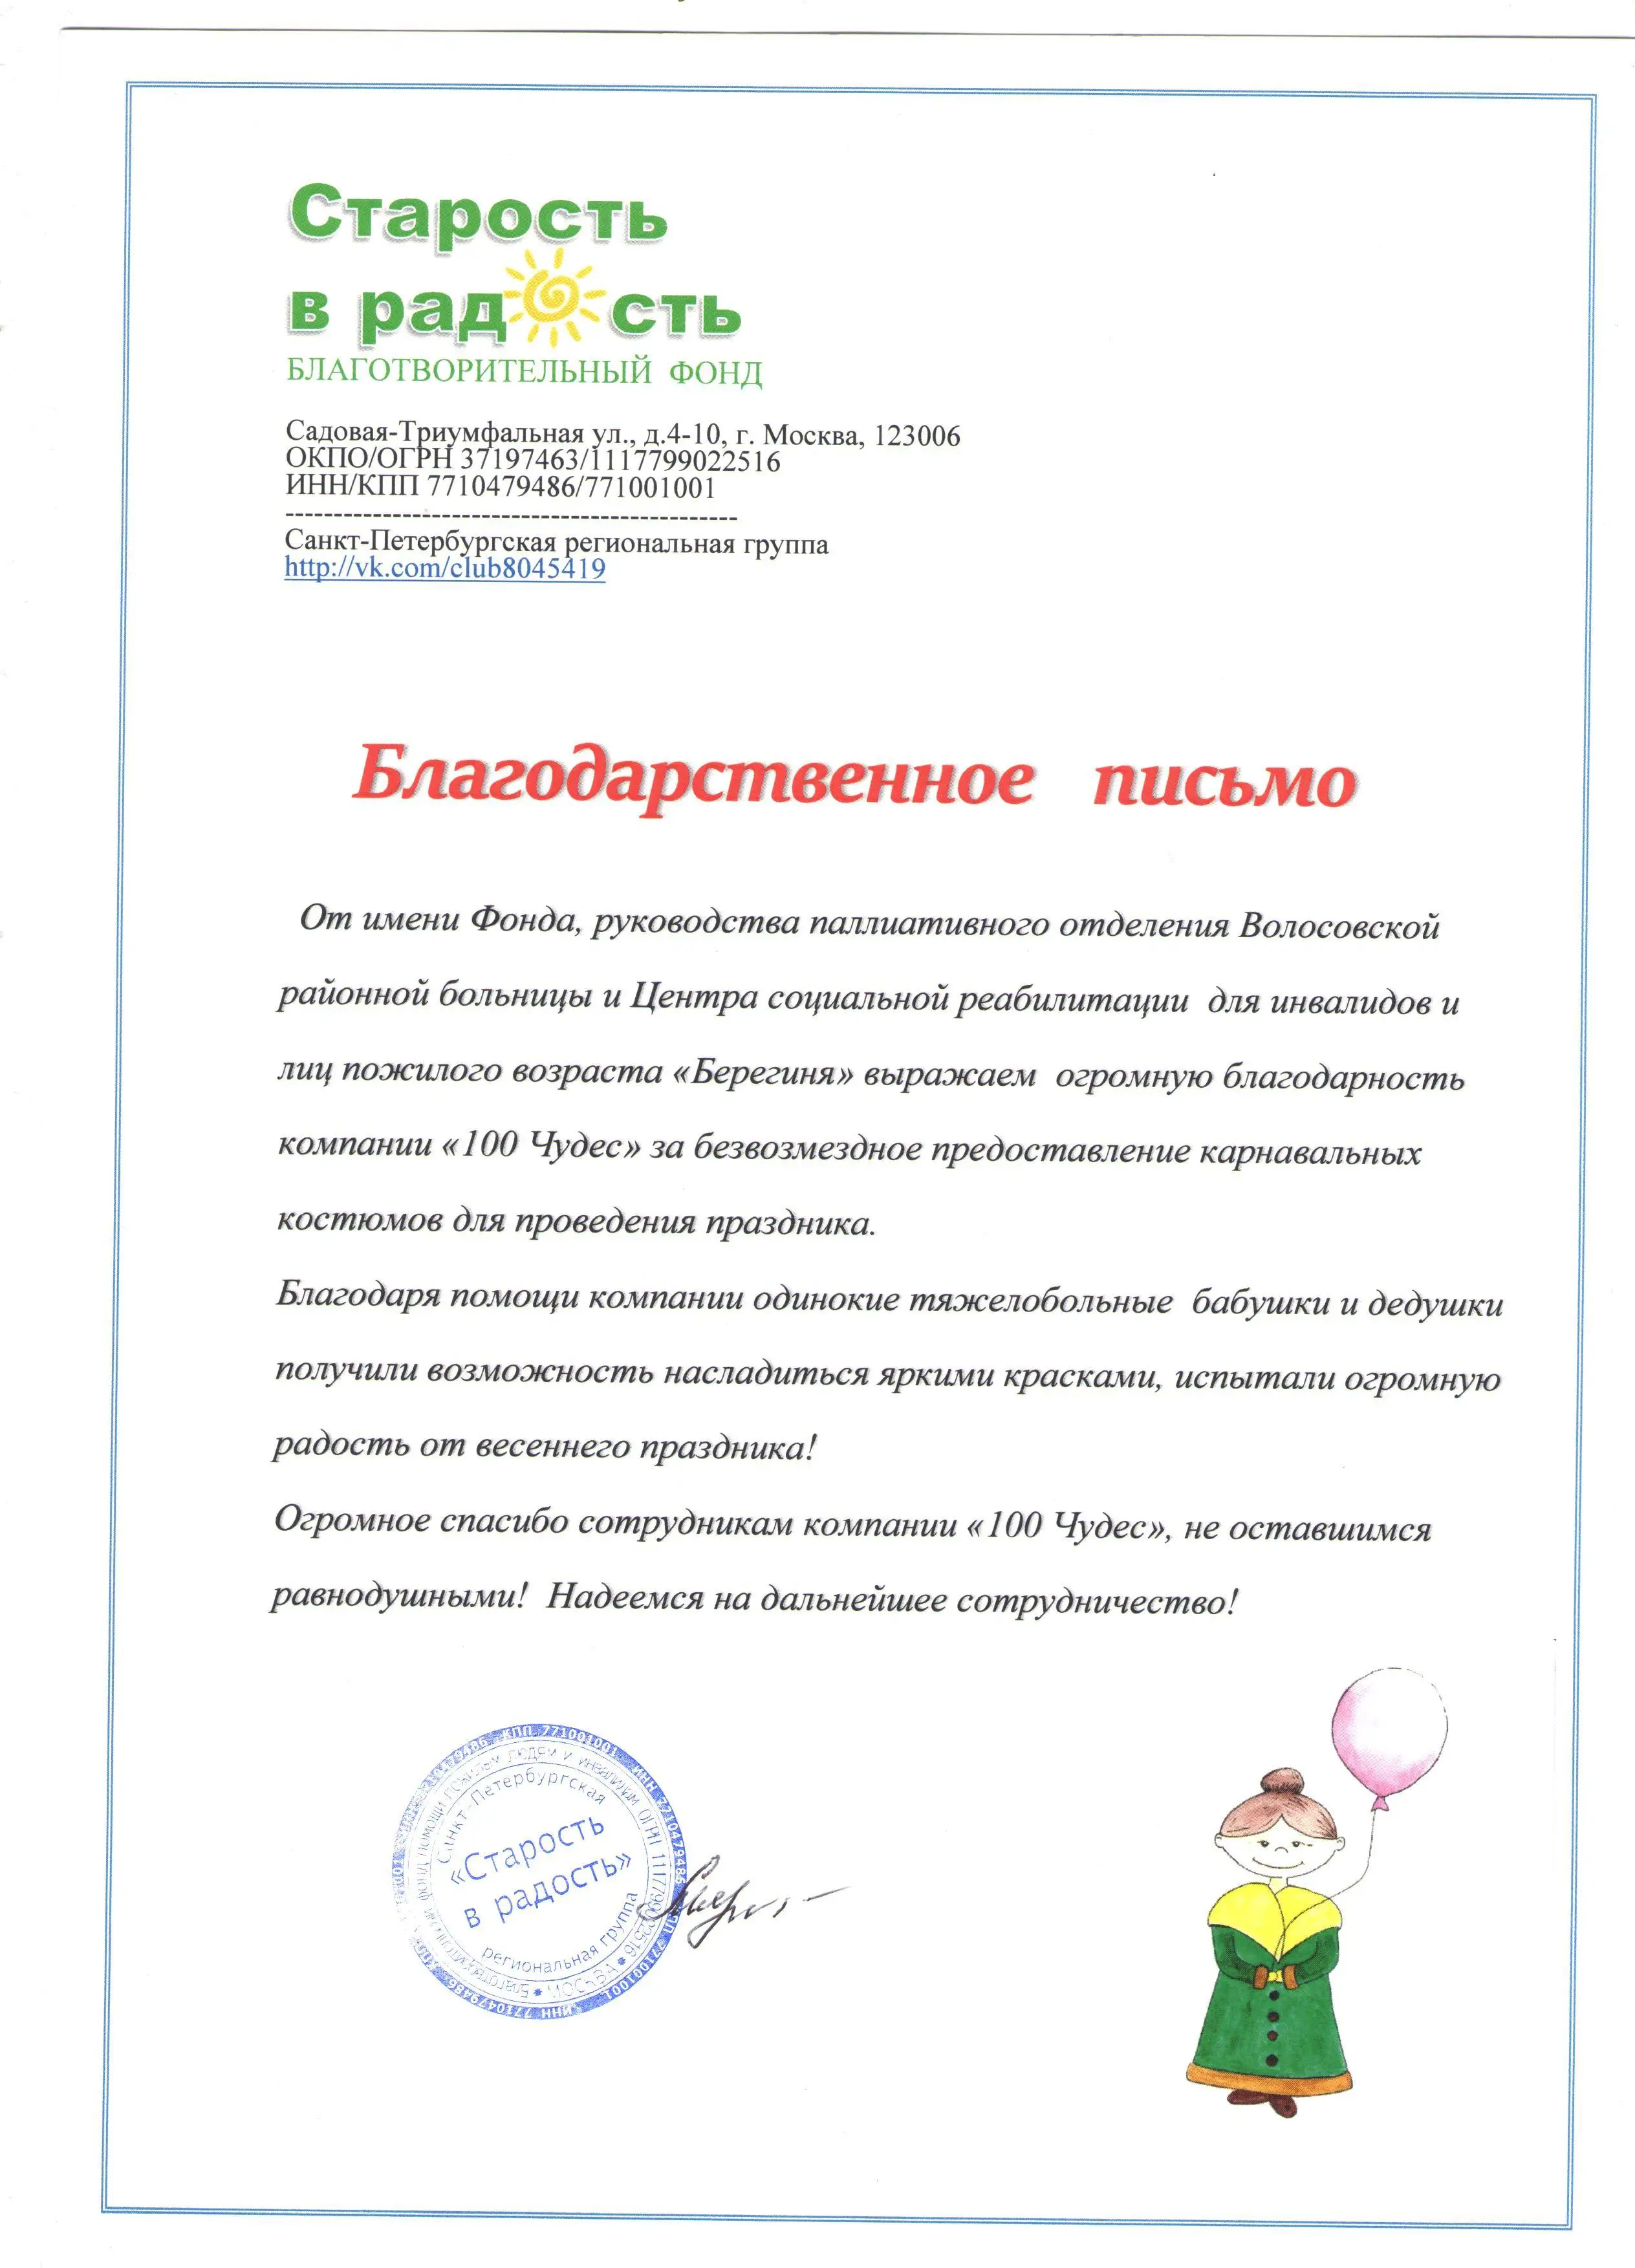 Старость
в радость
БЛАГОТВОРИТЕЛЬНЫЙ ФОНД
Садовая-Триумфальная ул., д.4-10, г. Москва, 123006
ОКПО/ОГРН 37197463/1117799022516
ИНН/КПП 7710479486/771001001
-----------------------------------------------
Санкт-Петербургская региональная группа
http://vk.com/club8045419
Благодарственное письмо
От имени Фонда, руководства паллиативного отделения Волосовской
районной больницы и Центра социальной реабилитации для инвалидов и
лиц пожилого возраста «Берегиня» выражаем огромную благодарность
компании «100 Чудес» за безвозмездное предоставление карнавальных
костюмов для проведения праздника.
Благодаря помощи компании одинокие тяжелобольные бабушки и дедушки
получили возможность насладиться яркими красками, испытали огромную
радость от весеннего праздника!
Огромное спасибо сотрудникам компании «100 Чудес», не оставшимся
равнодушными! Надеемся на дальнейшее сотрудничество!
КПП 771001001 ИНН 7710479486
фонд помощи пожилым людям и инвалидам ОГРН 1117799022516 * МОСКВА * Благотворительный
Санкт-Петербургская
«Старость
в радость»
региональная группа